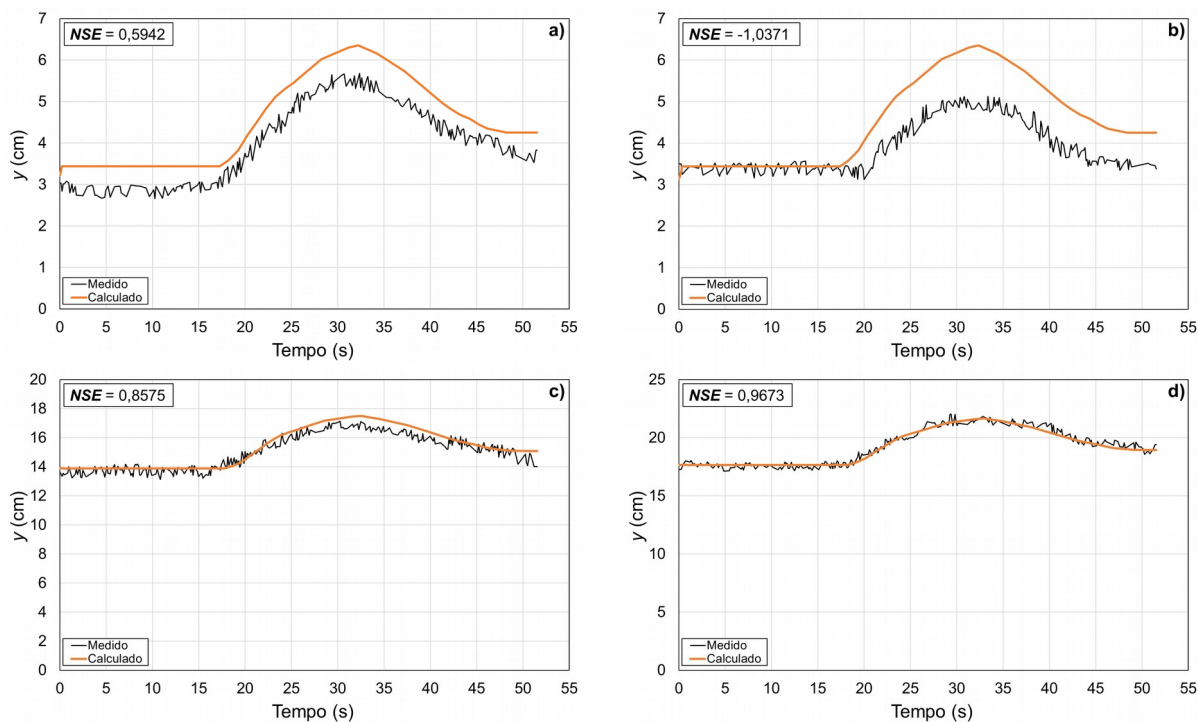 NSE = 0,5942
a)
7
6
5
4
3
2
1
0
y (cm)
Medido
Calculado
0 5 10 15 20 25 30 35 40 45 50 55
Tempo (s)
NSE = -1,0371
b)
7
6
5
4
3
2
1
0
y (cm)
Medido
Calculado
0 5 10 15 20 25 30 35 40 45 50 55
Tempo (s)
NSE = 0,8575
c)
20
18
16
14
12
10
8
6
4
2
0
y (cm)
Medido
Calculado
0 5 10 15 20 25 30 35 40 45 50 55
Tempo (s)
NSE = 0,9673
d)
25
20
15
10
5
0
y (cm)
Medido
Calculado
0 5 10 15 20 25 30 35 40 45 50 55
Tempo (s)